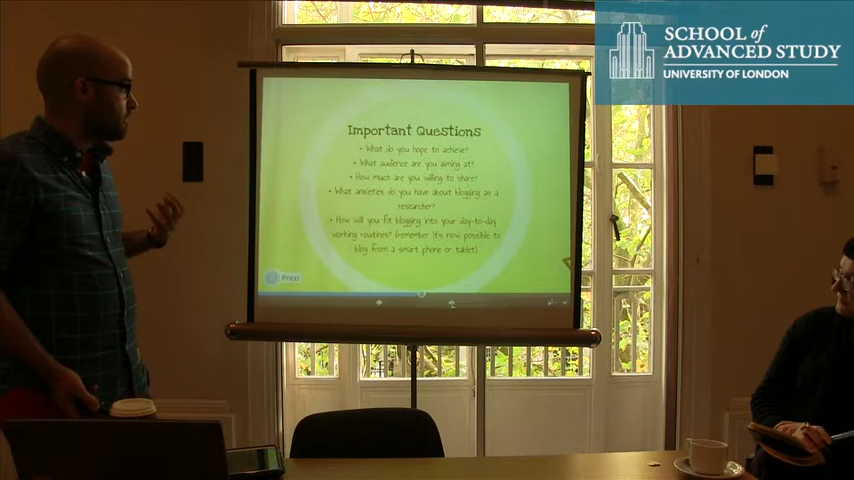 SCHOOL of
ADVANCED STUDY
UNIVERSITY OF LONDON
Important Questions
• What do you hope to achieve?
• What audience are you aiming at?
• How much are you willing to share?
• What anxieties do you have about blogging as a
researcher?
• How will you fit blogging into your day-to-day
working routines? (remember it's now possible to
blog from a smart phone or tablet)
Prezi